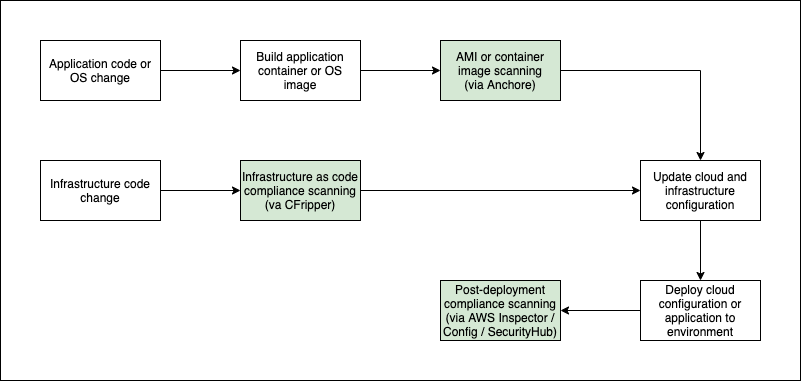 Application code or
OS change
Build application
container or OS
image
AMI or container
image scanning
(via Anchore)
Infrastructure code
change
Infrastructure as code
compliance scanning
(va CFripper)
Update cloud and
infrastructure
configuration
Post-deployment
compliance scanning
(via AWS Inspector /
Config / SecurityHub)
Deploy cloud
configuration or
application to
environment